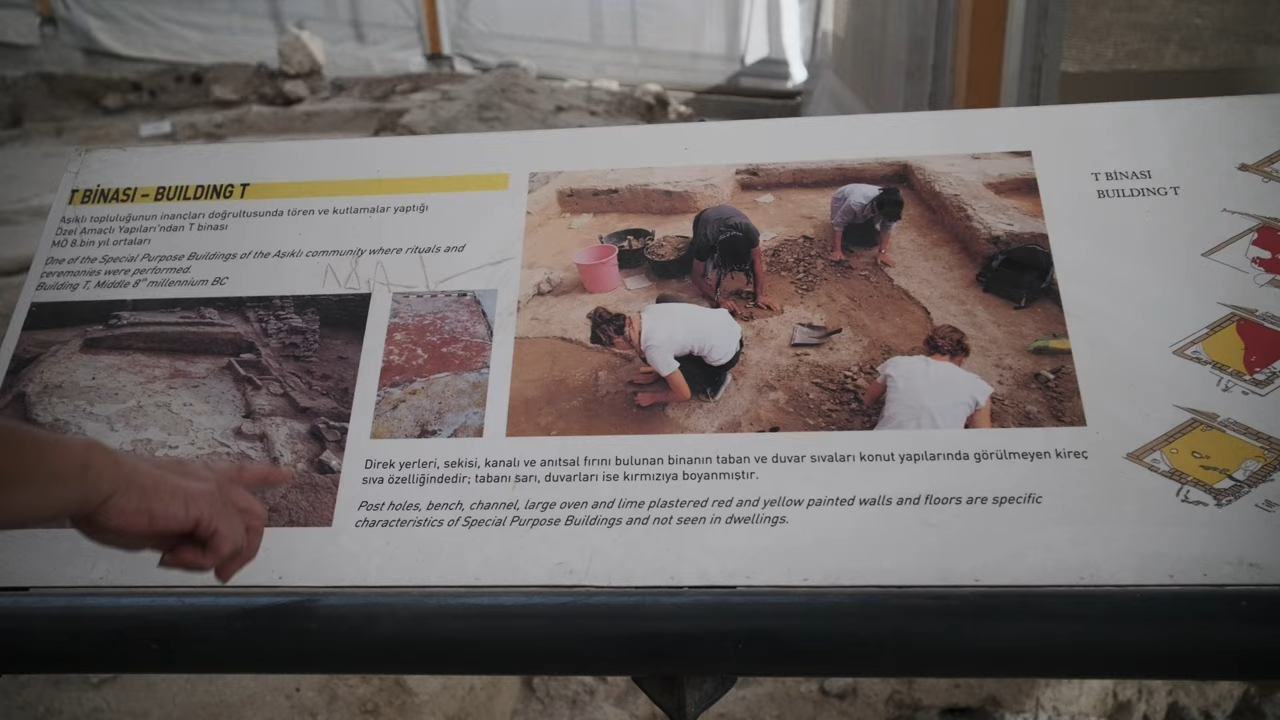 T BİNASI – BUILDING T
Aşıklı topluluğunun inançları doğrultusunda tören ve kutlamalar yaptığı
Özel Amaçlı Yapıları'ndan T binası
MÖ 8.bin yıl ortaları
One of the Special Purpose Buildings of the Aşıklı community where rituals and
ceremonies were performed.
Building T, Middle 8th millennium BC
Direk yerleri, sekisi, kanalı ve anıtsal fırını bulunan binanın taban ve duvar sıvaları konut yapılarında görülmeyen kireç
sıva özelliğindedir; tabanı sarı, duvarları ise kırmızıya boyanmıştır.
Post holes, bench, channel, large oven and lime plastered red and yellow painted walls and floors are specific
characteristics of Special Purpose Buildings and not seen in dwellings.
T BİNASI
BUILDING T